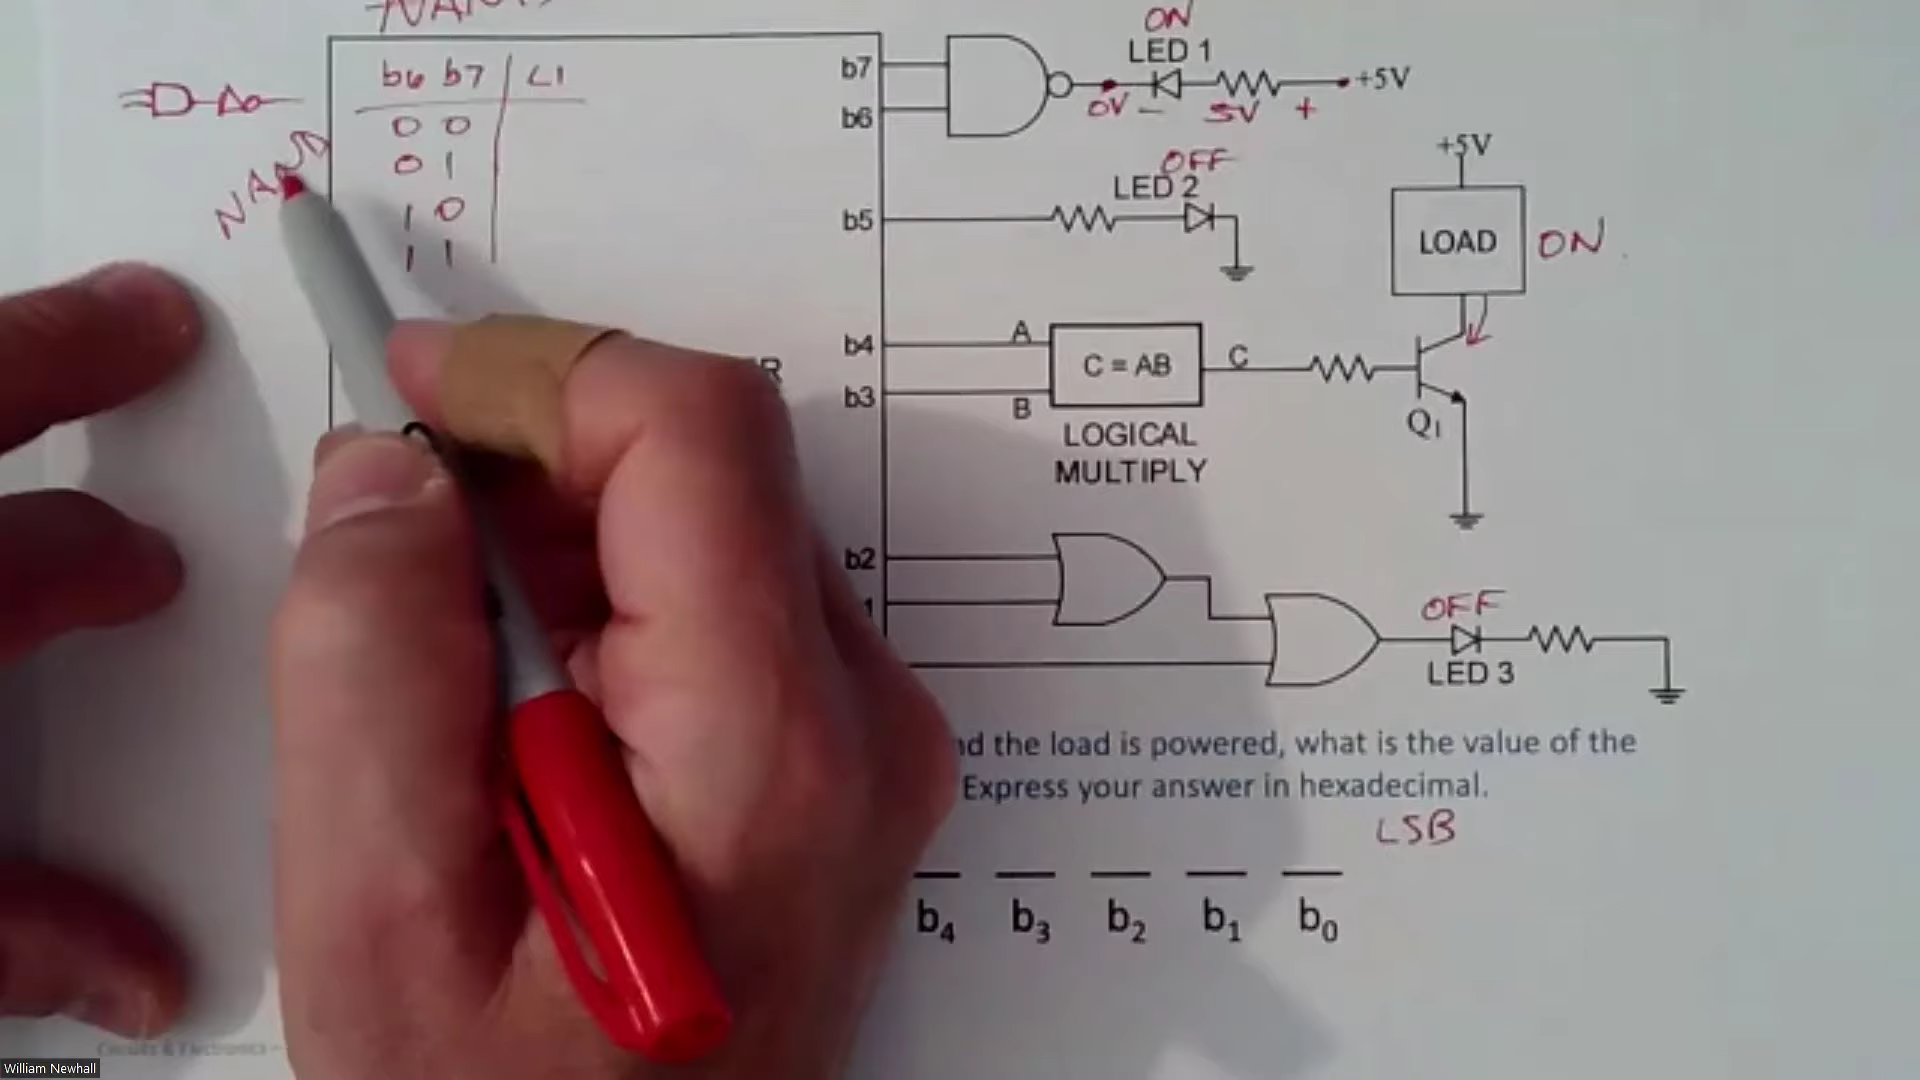 ON
b6 b7 L1
b7
LED 1
+5V
0V - 5V +
0 0
b6
0 1
+5V
OFF
LED 2
NAND
1 0
b5
LOAD
ON
1 1
b4
A
C = AB
C
b3
B
Q1
LOGICAL
MULTIPLY
b2
OFF
LED 3
the load is powered, what is the value of the
Express your answer in hexadecimal.
LSB
b4 b3 b2 b1 b0
Circuits & Electronics -
William Newhall